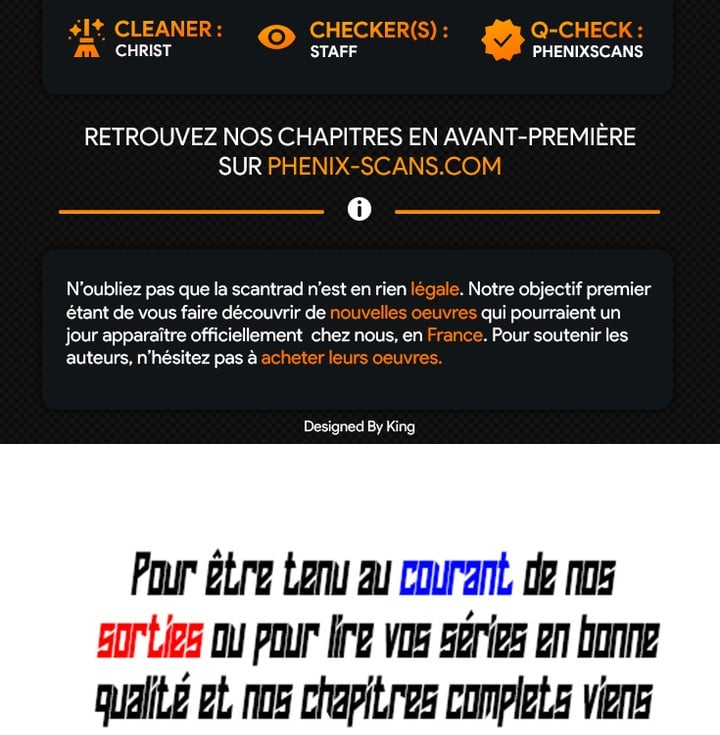 CLEANER :
CHRIST
CHECKER(S) :
STAFF
Q-CHECK :
PHENIXSCANS
RETROUVEZ NOS CHAPITRES EN AVANT-PREMIÈRE
SUR PHENIX-SCANS.COM
N'oubliez pas que la scantrad n'est en rien légale. Notre objectif premier
étant de vous faire découvrir de nouvelles oeuvres qui pourraient un
jour apparaître officiellement chez nous, en France. Pour soutenir les
auteurs, n'hésitez pas à acheter leurs oeuvres.
Designed By King
Pour être tenu au courant de nos
sorties ou pour lire vos séries en bonne
qualité et nos chapitres complets viens